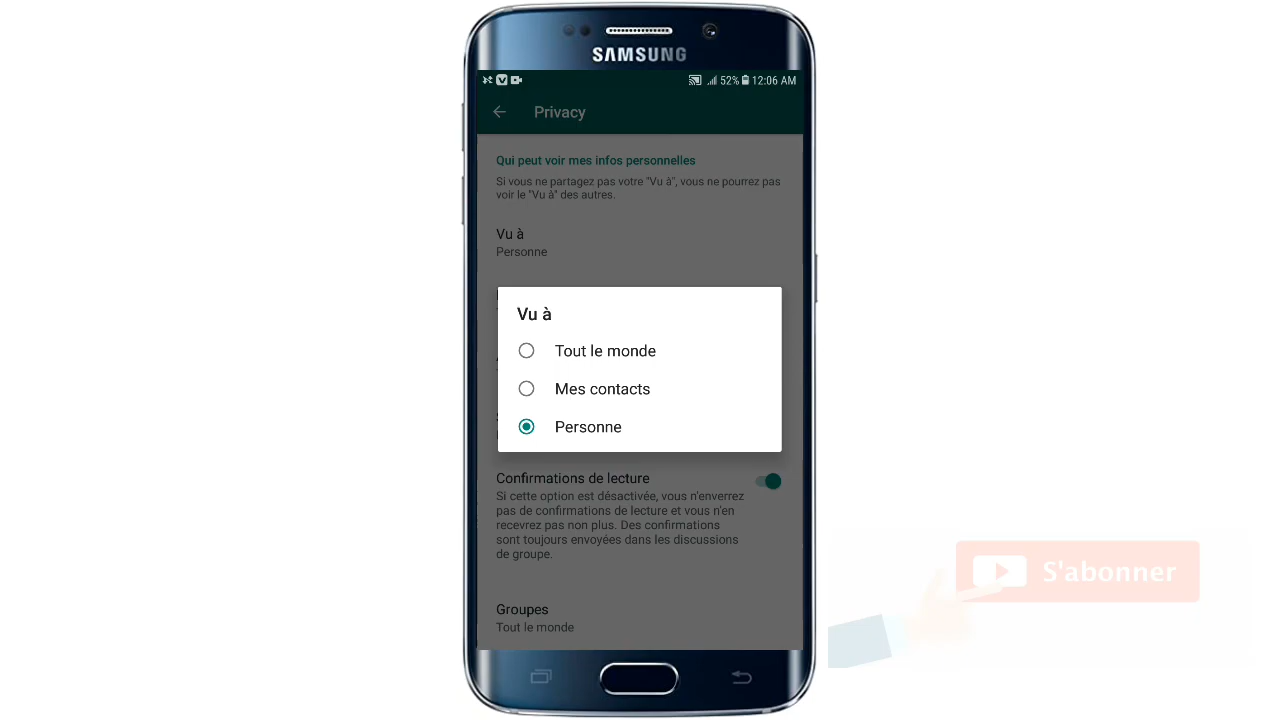 SAMSUNG
52% 12:06 AM
Privacy
Qui peut voir mes infos personnelles
Si vous ne partagez pas votre "Vu à", vous ne pourrez pas
voir le "Vu à" des autres.
Vu à
Personne
Vu à
Tout le monde
Mes contacts
Personne
Confirmations de lecture
Si cette option est désactivée, vous n'enverrez
pas de confirmations de lecture et vous n'en
recevrez pas non plus. Des confirmations
sont toujours envoyées dans les discussions
de groupe.
S'abonner
Groupes
Tout le monde